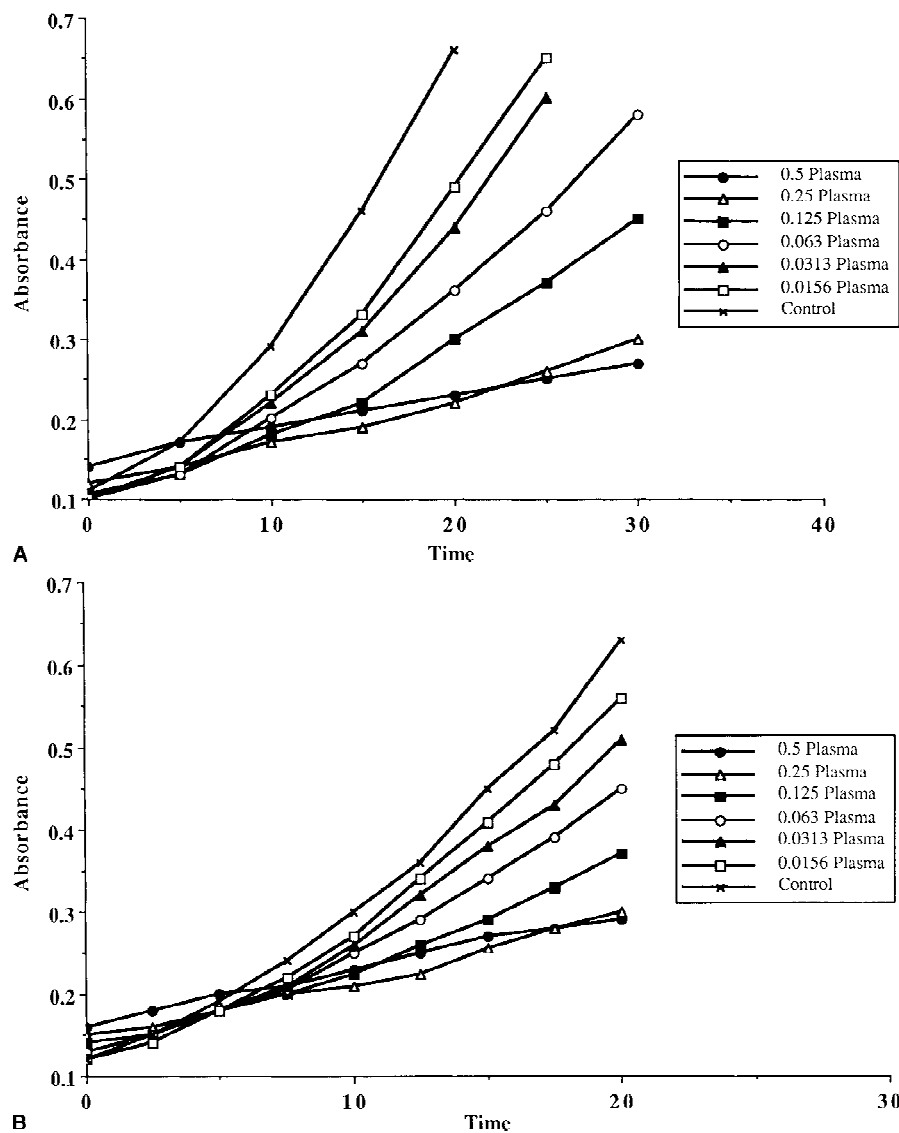 0.7
0.6
0.5
0.4
0.3
0.2
0.1
Absorbance
0
10
20
30
40
Time
A
0.5 Plasma
0.25 Plasma
0.125 Plasma
0.063 Plasma
0.0313 Plasma
0.0156 Plasma
Control
0.7
0.6
0.5
0.4
0.3
0.2
0.1
Absorbance
0
10
20
30
Time
B
0.5 Plasma
0.25 Plasma
0.125 Plasma
0.063 Plasma
0.0313 Plasma
0.0156 Plasma
Control